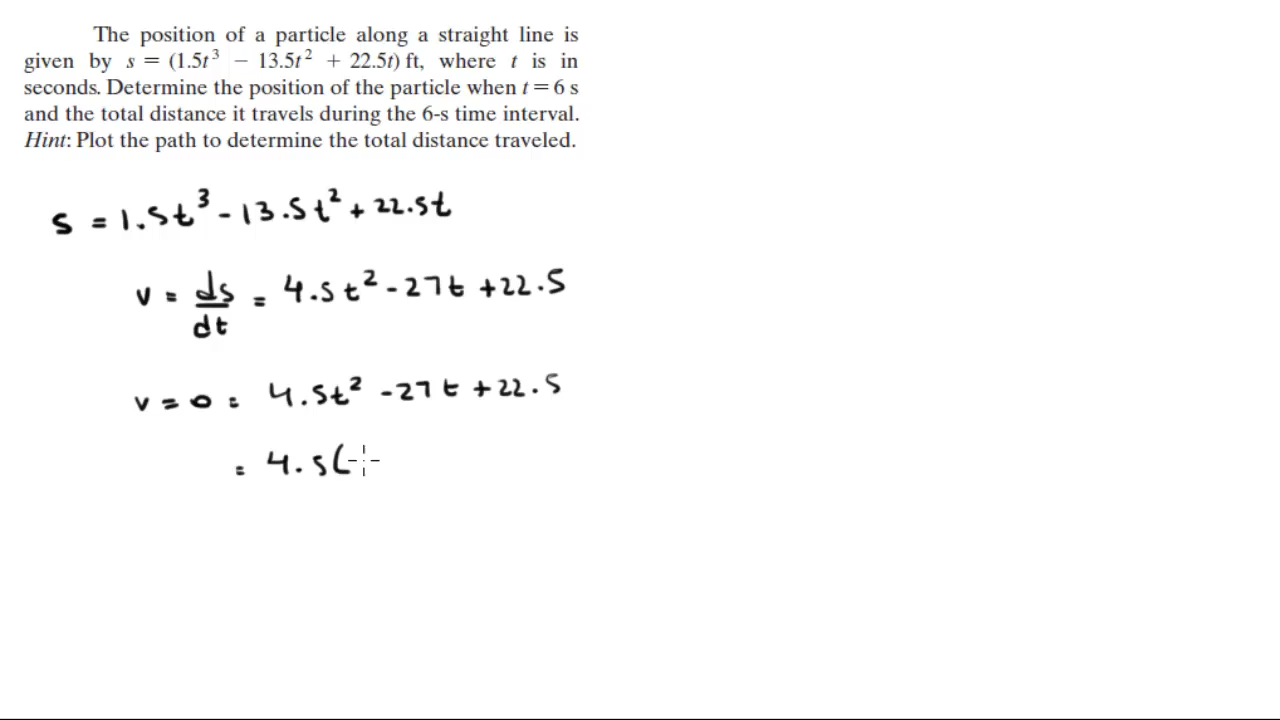 The position of a particle along a straight line is
given by s = (1.5t³ − 13.5t² + 22.5t) ft, where t is in
seconds. Determine the position of the particle when t = 6 s
and the total distance it travels during the 6-s time interval.
Hint: Plot the path to determine the total distance traveled.
s = 1.5t³ - 13.5t² + 22.5t
v = ds/dt = 4.5t² - 27t + 22.5
v = 0 = 4.5t² - 27t + 22.5
= 4.5(